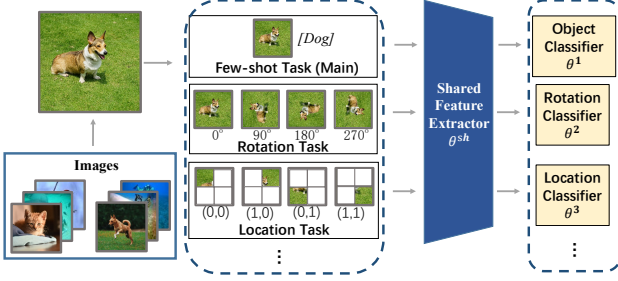 [Dog]
Few-shot Task (Main)
0° 90° 180° 270°
Rotation Task
(0,0) (1,0) (0,1) (1,1)
Location Task
Images
Shared
Feature
Extractor
θ^sh
Object
Classifier
θ^1
Rotation
Classifier
θ^2
Location
Classifier
θ^3